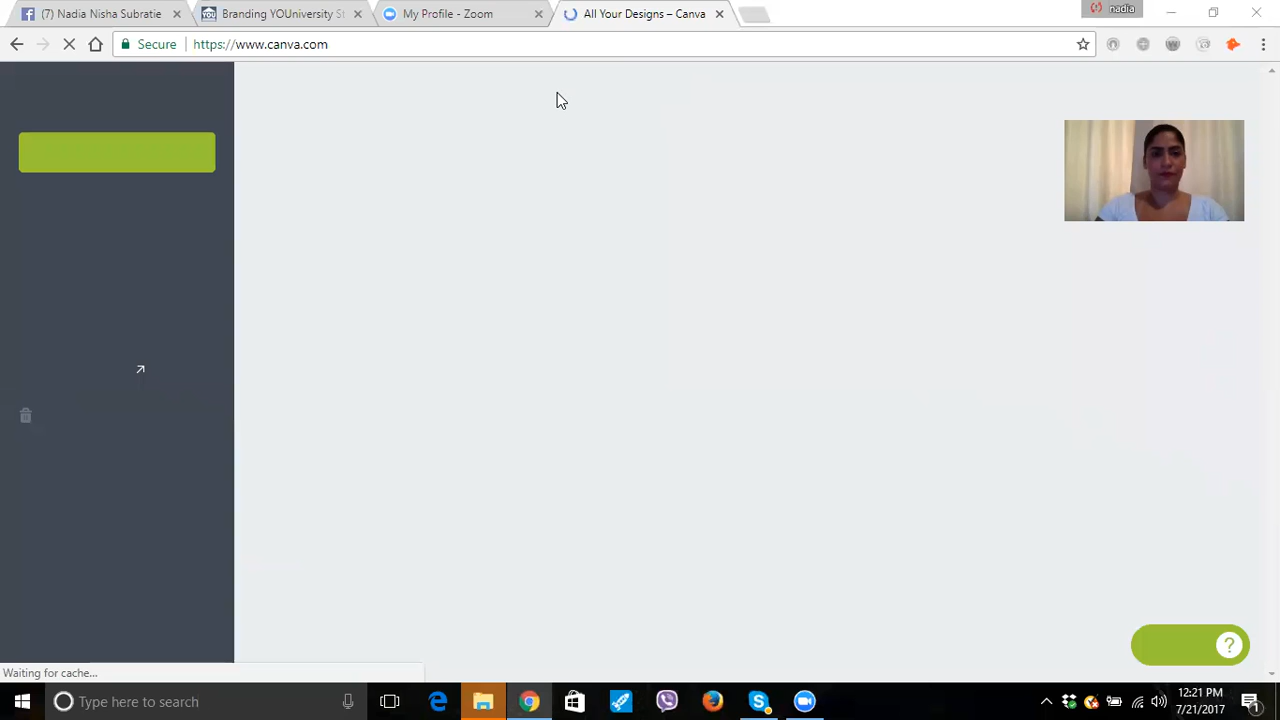 (7) Nadia Nisha Subratie
Branding YOUniversity St
My Profile - Zoom
All Your Designs – Canva
nadia
Secure
https://www.canva.com
?
Waiting for cache...
Type here to search
12:21 PM
7/21/2017